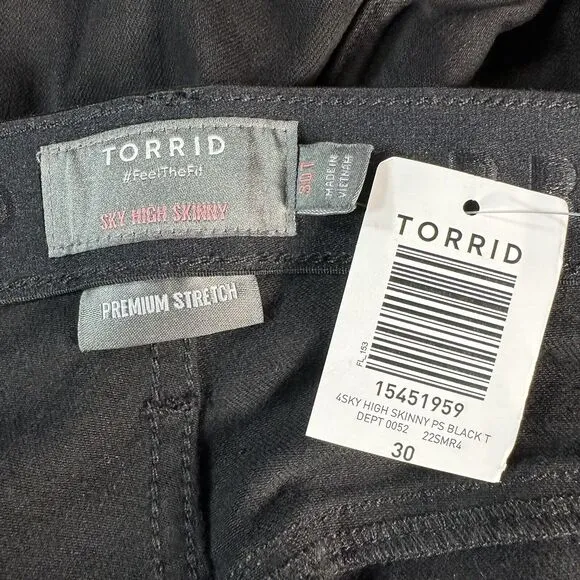 TORRID
#FeelTheFit
SKY HIGH SKINNY
30T
MADE IN
VIETNAM
PREMIUM STRETCH
TORRID
FL_153
15451959
4SKY HIGH SKINNY PS BLACK T
DEPT 0052 22SMR4
30